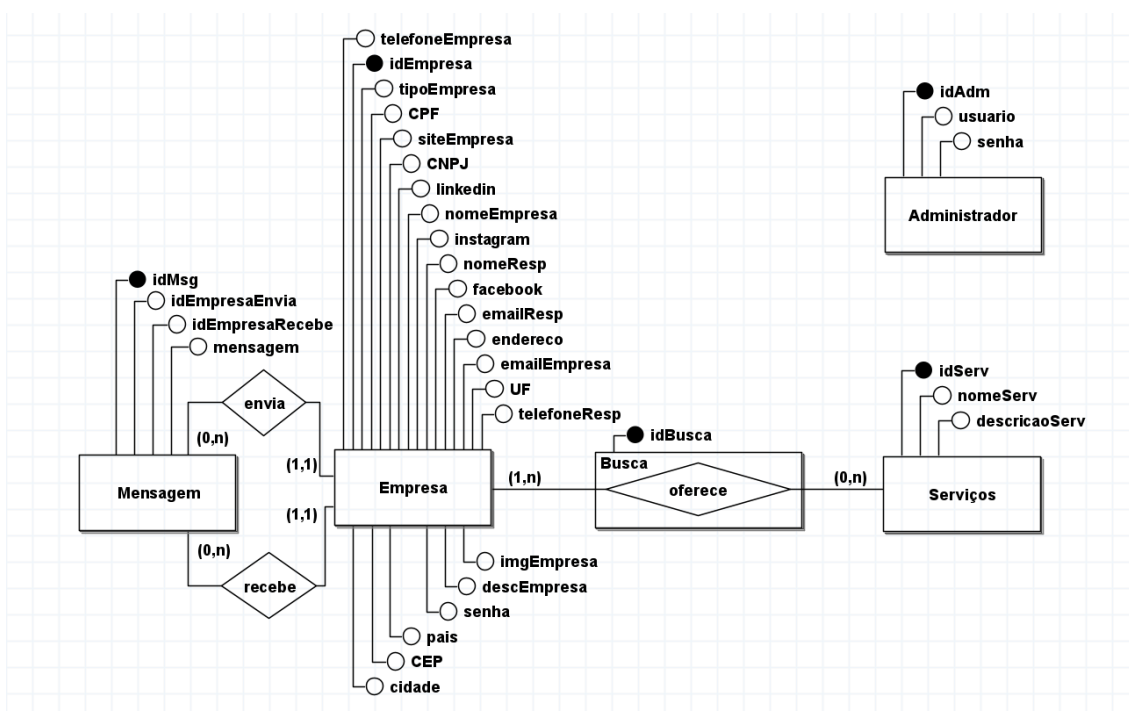 telefoneEmpresa
idEmpresa
tipoEmpresa
CPF
siteEmpresa
CNPJ
linkedin
nomeEmpresa
instagram
nomeResp
facebook
emailResp
endereco
emailEmpresa
UF
telefoneResp
idAdm
usuario
senha
Administrador
idMsg
idEmpresaEnvia
idEmpresaRecebe
mensagem
envia
(0,n)
(1,1)
Mensagem
(1,1)
(0,n)
recebe
Empresa
(1,n)
idBusca
Busca
oferece
(0,n)
idServ
nomeServ
descricaoServ
Serviços
imgEmpresa
descEmpresa
senha
pais
CEP
cidade